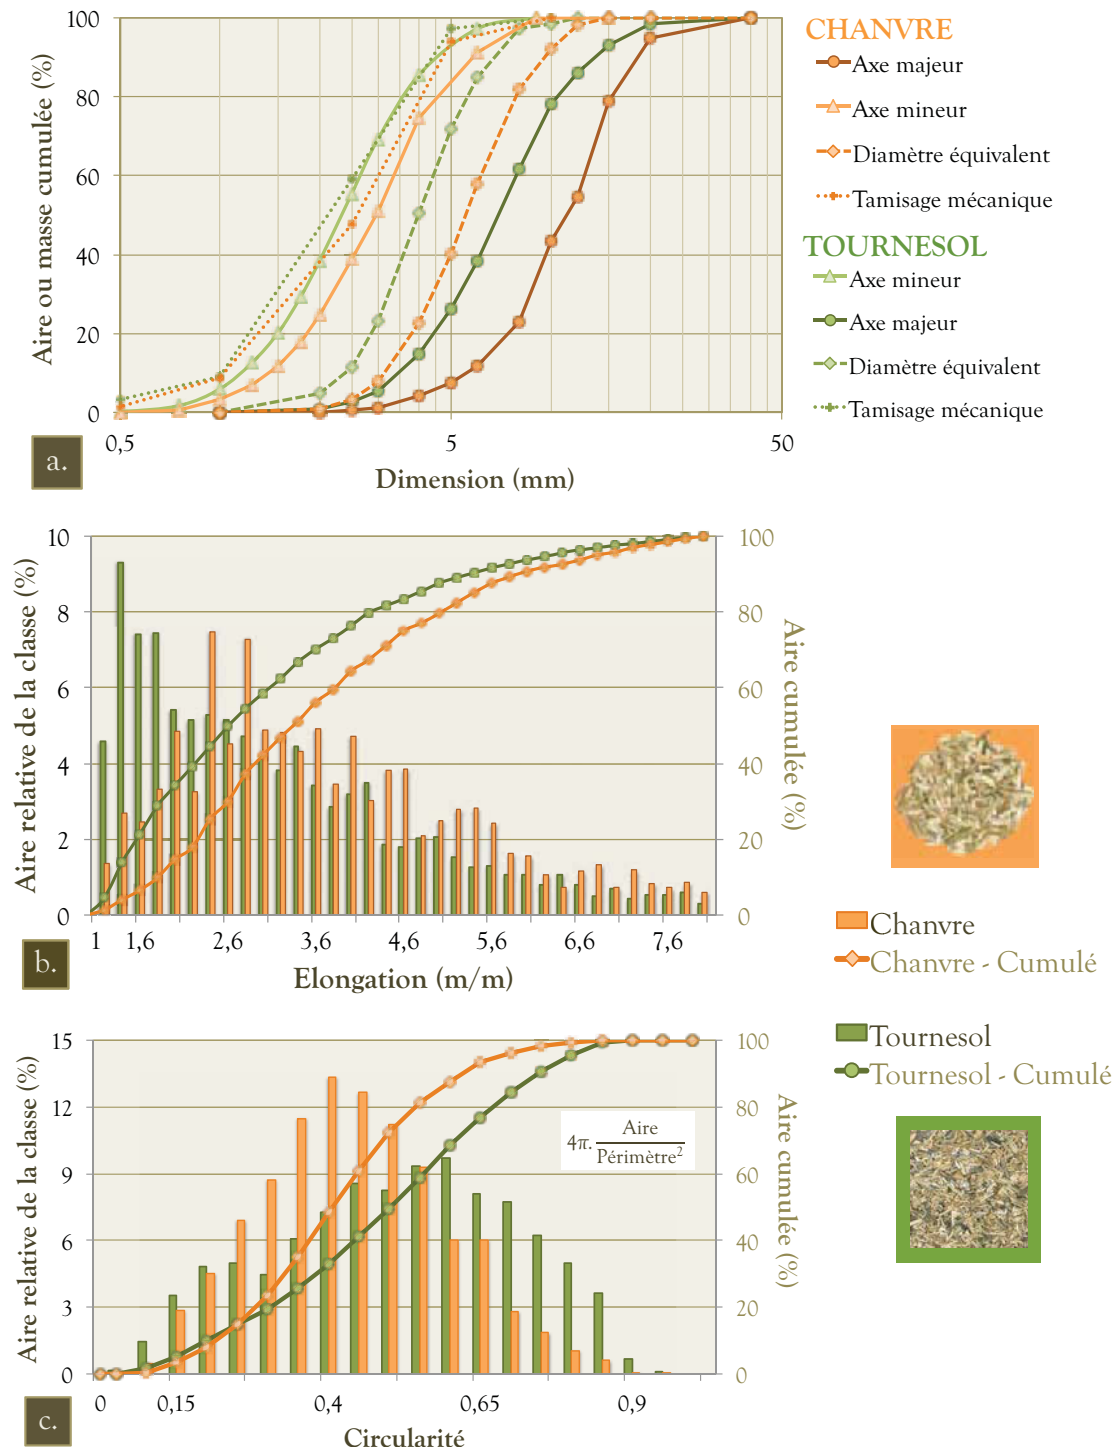 100
80
60
40
20
0
Aire ou masse cumulée (%)
0,5
5
50
Dimension (mm)
a.
CHANVRE
Axe majeur
Axe mineur
Diamètre équivalent
Tamisage mécanique
TOURNESOL
Axe mineur
Axe majeur
Diamètre équivalent
Tamisage mécanique
10
8
6
4
2
0
Aire relative de la classe (%)
100
80
60
40
20
0
Aire cumulée (%)
1
1,6
2,6
3,6
4,6
5,6
6,6
7,6
Elongation (m/m)
b.
Chanvre
Chanvre - Cumulé
Tournesol
Tournesol - Cumulé
15
12
9
6
3
0
Aire relative de la classe (%)
100
80
60
40
20
0
Aire cumulée (%)
4π. Aire
Périmètre²
0
0,15
0,4
0,65
0,9
Circularité
c.